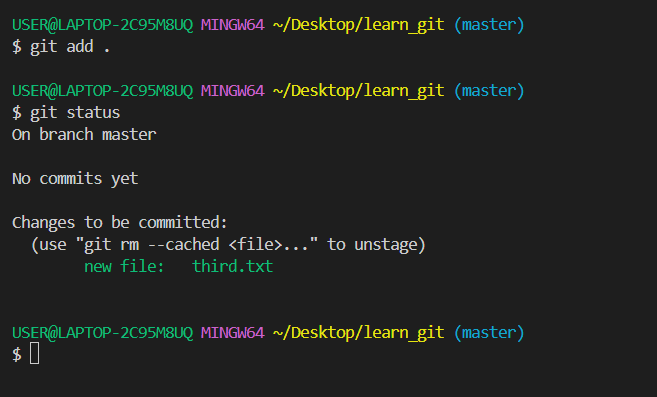 USER@LAPTOP-2C95M8UQ MINGW64 ~/Desktop/learn_git (master)
$ git add .
USER@LAPTOP-2C95M8UQ MINGW64 ~/Desktop/learn_git (master)
$ git status
On branch master
No commits yet
Changes to be committed:
  (use "git rm --cached <file>..." to unstage)
        new file:   third.txt
USER@LAPTOP-2C95M8UQ MINGW64 ~/Desktop/learn_git (master)
$